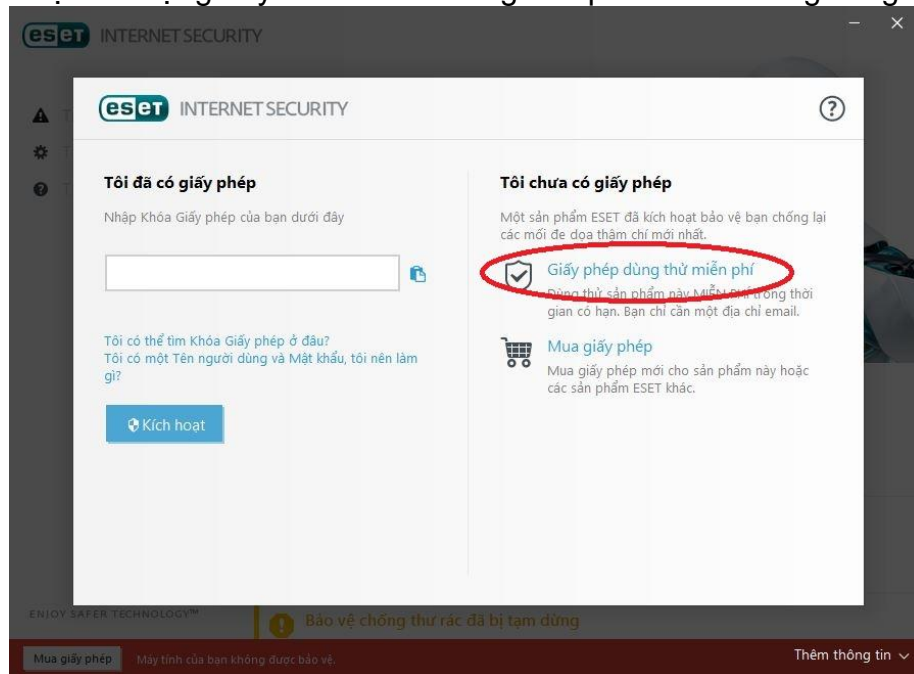 eset INTERNET SECURITY
eset INTERNET SECURITY
Tôi đã có giấy phép
Nhập Khóa Giấy phép của bạn dưới đây
Tôi có thể tìm Khóa Giấy phép ở đâu?
Tôi có một Tên người dùng và Mật khẩu, tôi nên làm
gì?
Kích hoạt
Tôi chưa có giấy phép
Một sản phẩm ESET đã kích hoạt bảo vệ bạn chống lại
các mối đe dọa thậm chí mới nhất.
Giấy phép dùng thử miễn phí
Dùng thử sản phẩm này MIỄN PHÍ trong thời
gian có hạn. Bạn chỉ cần một địa chỉ email.
Mua giấy phép
Mua giấy phép mới cho sản phẩm này hoặc
các sản phẩm ESET khác.
ENJOY SAFER TECHNOLOGY™
Bảo vệ chống thư rác đã bị tạm dừng
Mua giấy phép
Máy tính của bạn không được bảo vệ.
Thêm thông tin